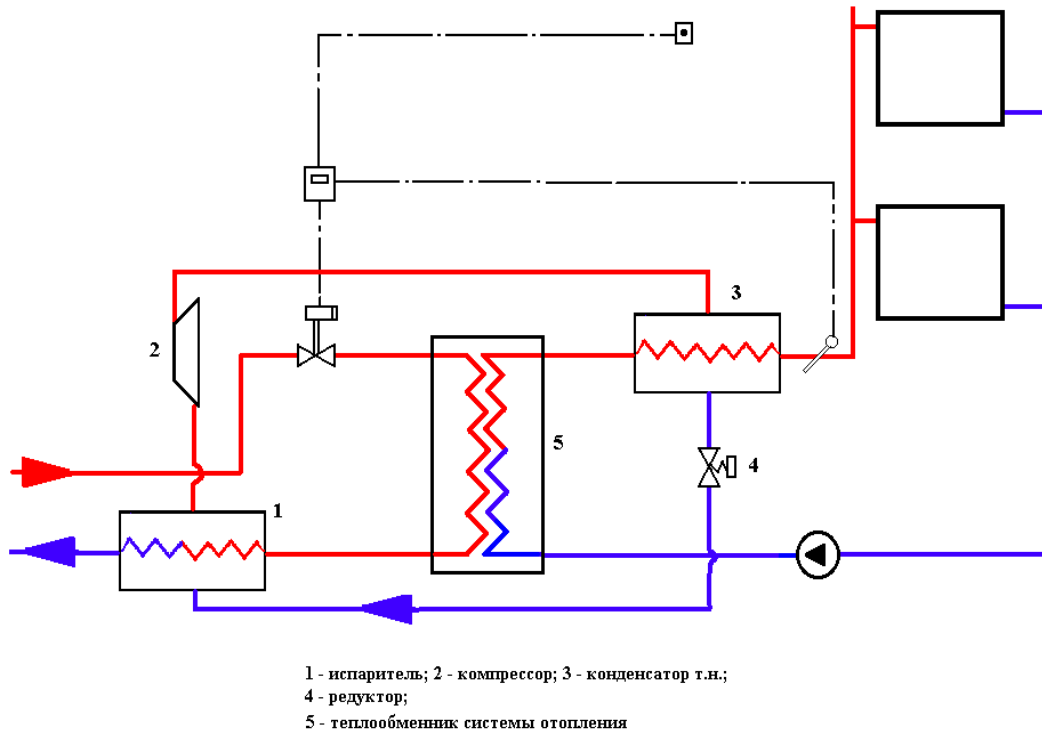 3
2
5
4
1
1 - испаритель; 2 - компрессор; 3 - конденсатор т.н.;
4 - редуктор;
5 - теплообменник системы отопления